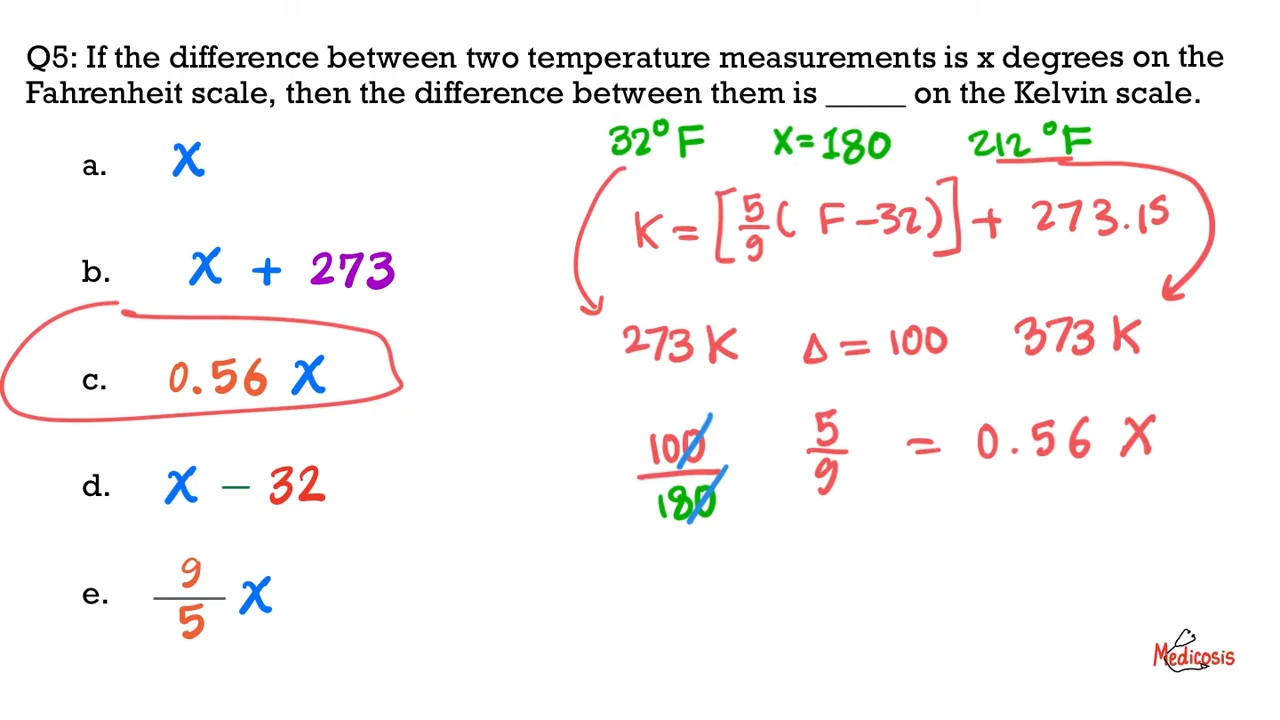 Q5: If the difference between two temperature measurements is x degrees on the
Fahrenheit scale, then the difference between them is _____ on the Kelvin scale.
a. x
b. x + 273
c. 0.56 x
d. x - 32
e. 9/5 x
32°F x=180 212°F
K = [5/9( F-32)] + 273.15
273 K Δ = 100 373 K
100/180 5/9 = 0.56 X
Medicosis